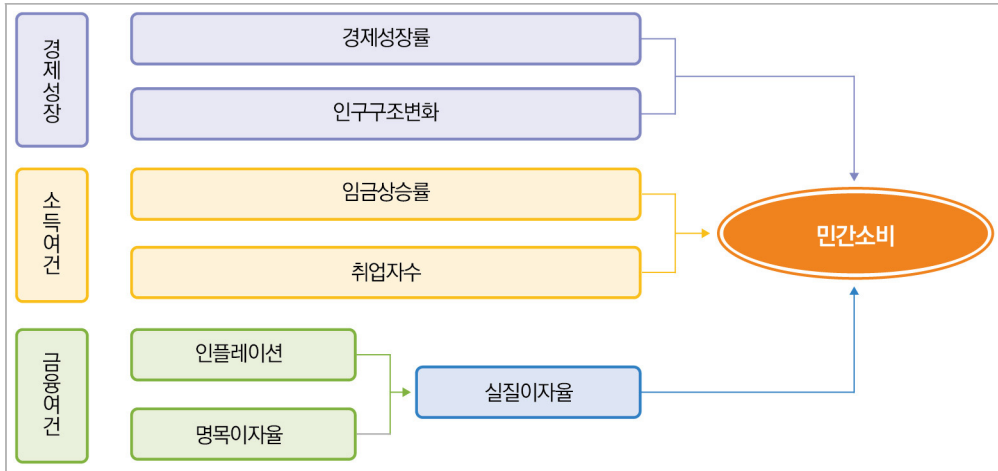 경제성장
경제성장률
인구구조변화
소득여건
임금상승률
취업자수
민간소비
금융여건
인플레이션
명목이자율
실질이자율